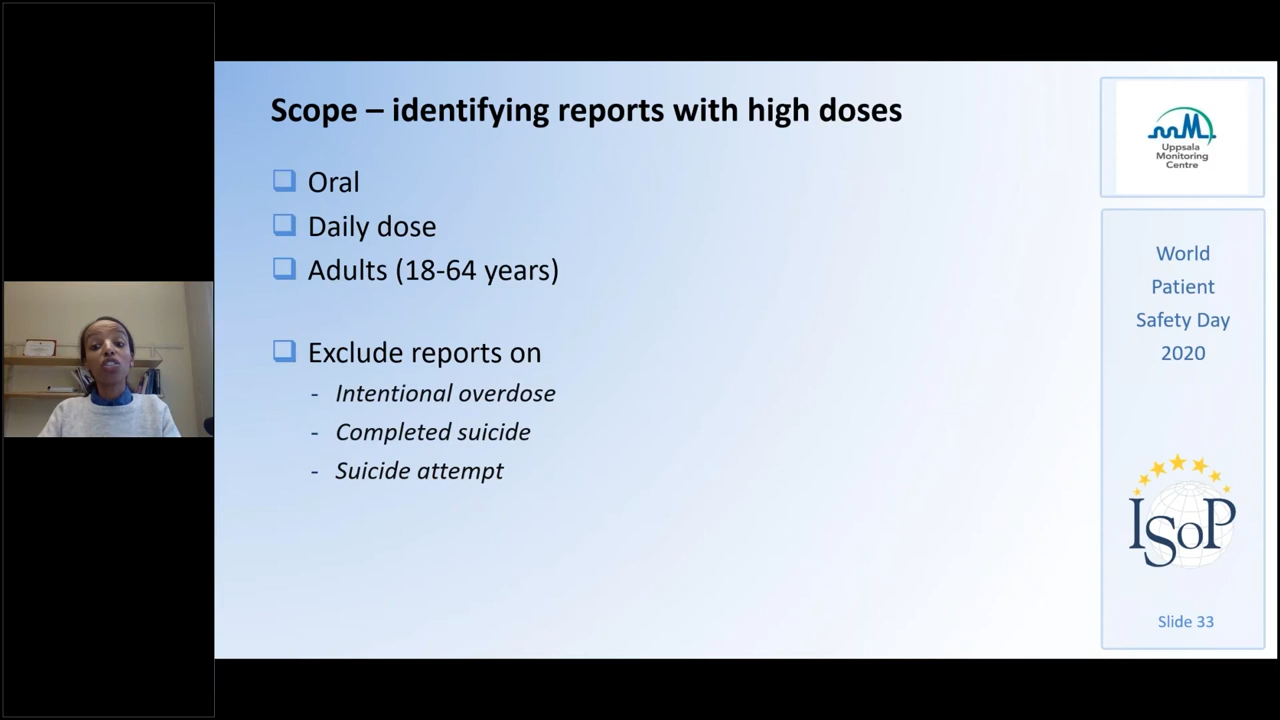 Scope – identifying reports with high doses
Oral
Daily dose
Adults (18-64 years)
Exclude reports on
- Intentional overdose
- Completed suicide
- Suicide attempt
Uppsala
Monitoring
Centre
World
Patient
Safety Day
2020
ISoP
Slide 33